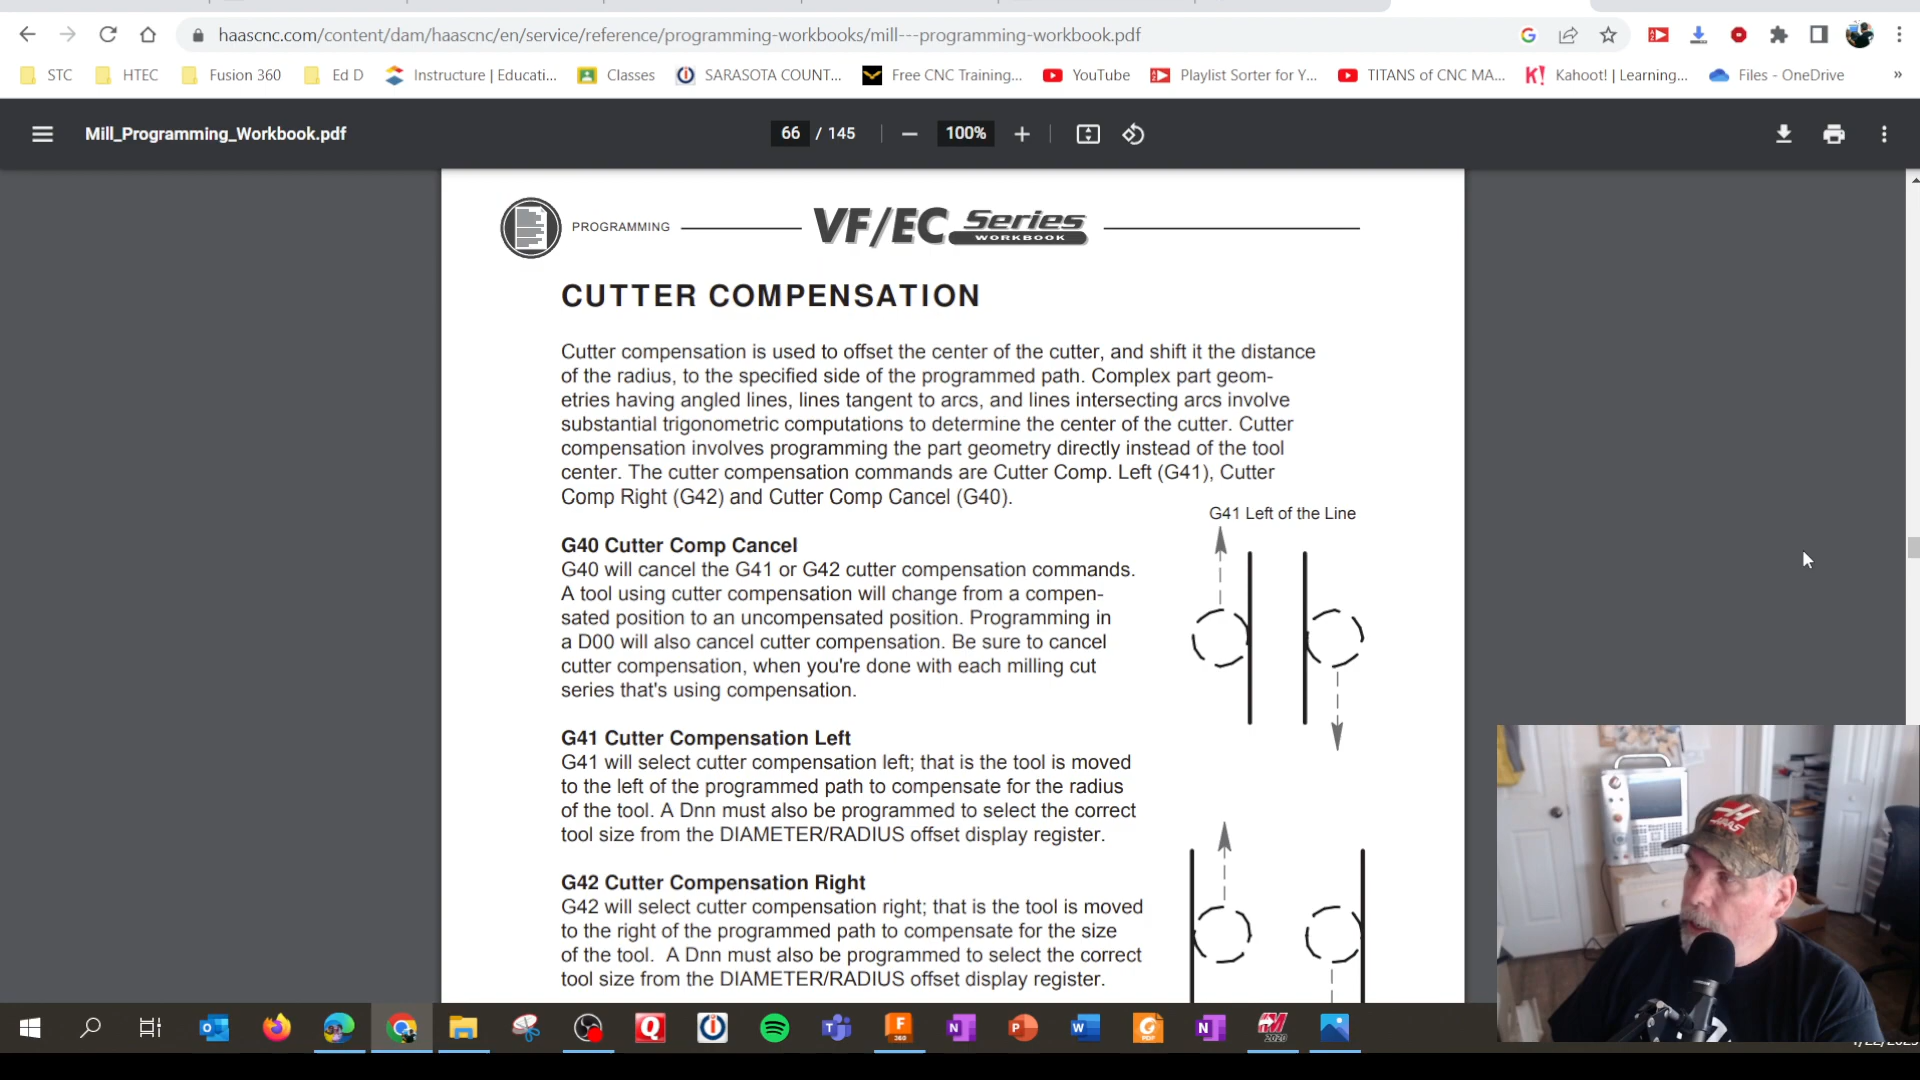 haascnc.com/content/dam/haascnc/en/service/reference/programming-workbooks/mill---programming-workbook.pdf
STC HTEC Fusion 360 Ed D Instructure | Educati... Classes SARASOTA COUNT... Free CNC Training... YouTube Playlist Sorter for Y... TITANS of CNC MA... Kahoot! | Learning... Files - OneDrive »
Mill_Programming_Workbook.pdf 66 / 145 100%
PROGRAMMING VF/EC Series
WORKBOOK
CUTTER COMPENSATION
Cutter compensation is used to offset the center of the cutter, and shift it the distance
of the radius, to the specified side of the programmed path. Complex part geom-
etries having angled lines, lines tangent to arcs, and lines intersecting arcs involve
substantial trigonometric computations to determine the center of the cutter. Cutter
compensation involves programming the part geometry directly instead of the tool
center. The cutter compensation commands are Cutter Comp. Left (G41), Cutter
Comp Right (G42) and Cutter Comp Cancel (G40).
G41 Left of the Line
G40 Cutter Comp Cancel
G40 will cancel the G41 or G42 cutter compensation commands.
A tool using cutter compensation will change from a compen-
sated position to an uncompensated position. Programming in
a D00 will also cancel cutter compensation. Be sure to cancel
cutter compensation, when you're done with each milling cut
series that's using compensation.
G41 Cutter Compensation Left
G41 will select cutter compensation left; that is the tool is moved
to the left of the programmed path to compensate for the radius
of the tool. A Dnn must also be programmed to select the correct
tool size from the DIAMETER/RADIUS offset display register.
G42 Cutter Compensation Right
G42 will select cutter compensation right; that is the tool is moved
to the right of the programmed path to compensate for the size
of the tool. A Dnn must also be programmed to select the correct
tool size from the DIAMETER/RADIUS offset display register.
HAAS